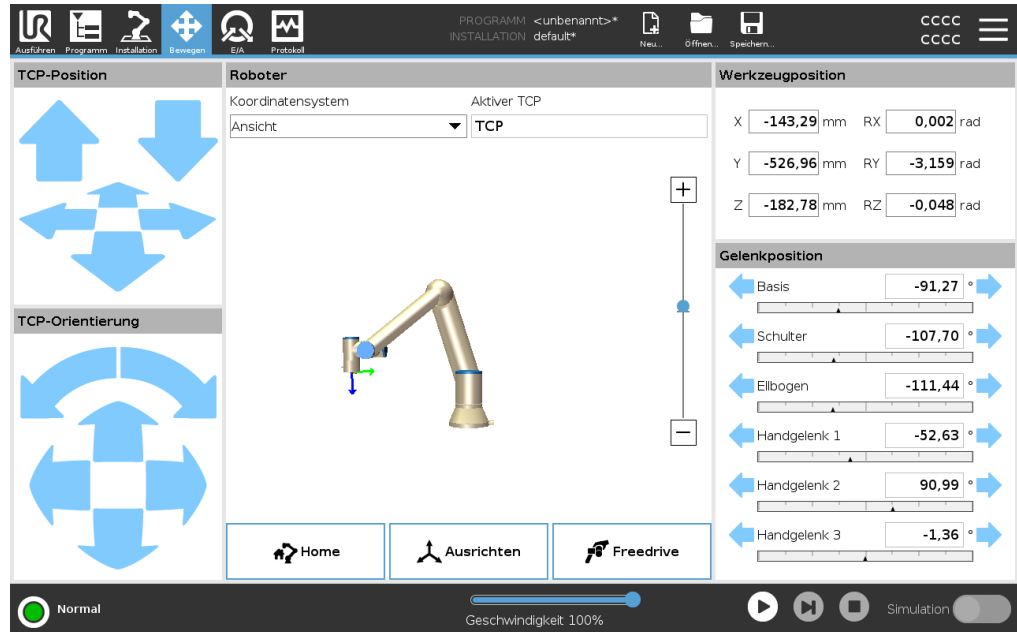 UR
PROGRAMM <unbenannt>*
INSTALLATION default*
CCCC
CCCC
Ausführen Programm Installation Bewegen E/A Protokoll Neu... Öffnen... Speichern...
TCP-Position
Roboter
Werkzeugposition
Koordinatensystem Aktiver TCP
Ansicht TCP
X -143,29 mm RX 0,002 rad
Y -526,96 mm RY -3,159 rad
Z -182,78 mm RZ -0,048 rad
+
−
Gelenkposition
Basis -91,27 °
Schulter -107,70 °
Ellbogen -111,44 °
Handgelenk 1 -52,63 °
Handgelenk 2 90,99 °
Handgelenk 3 -1,36 °
TCP-Orientierung
Home Ausrichten Freedrive
Normal
Geschwindigkeit 100%
Simulation